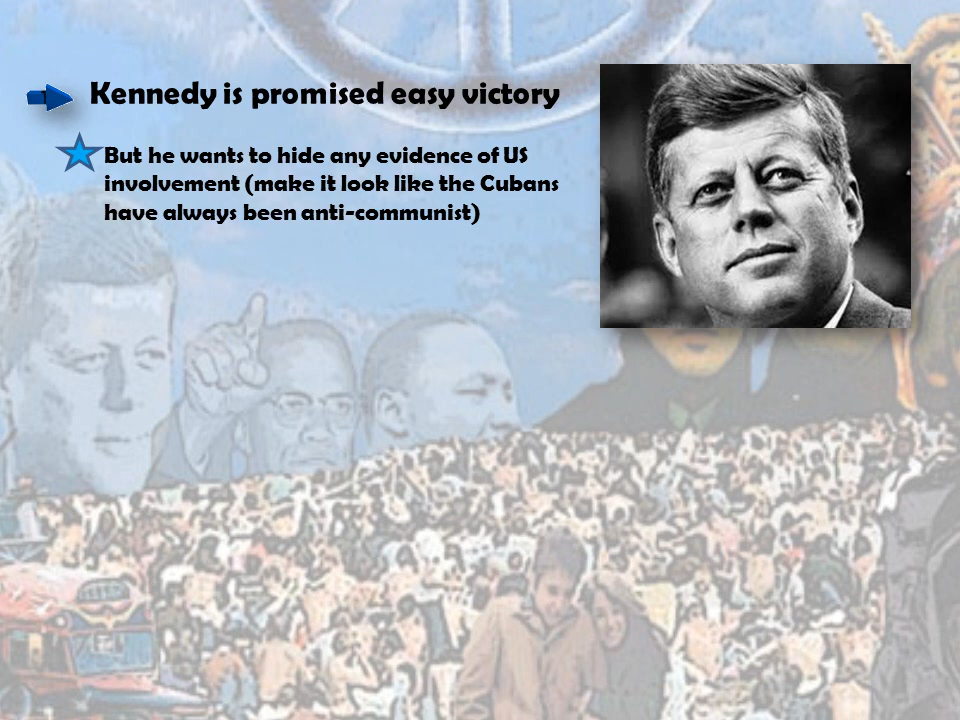 Kennedy is promised easy victory
But he wants to hide any evidence of US
involvement (make it look like the Cubans
have always been anti-communist)